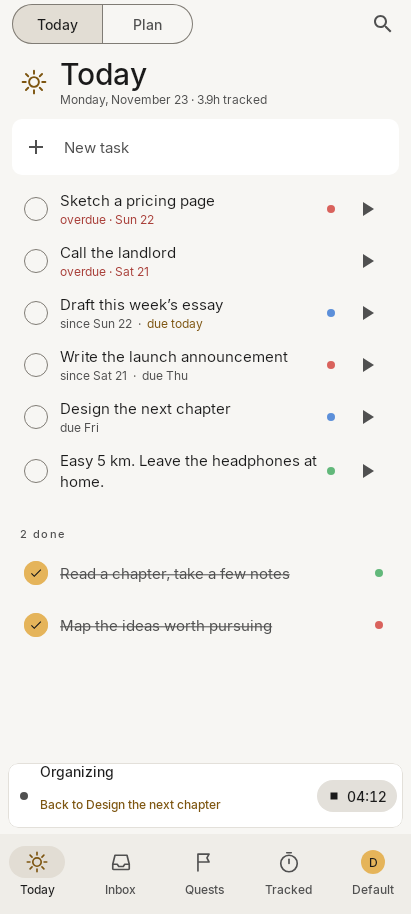 Today
Plan
Today
Monday, November 23 · 3.9h tracked
New task
Sketch a pricing page
overdue · Sun 22
Call the landlord
overdue · Sat 21
Draft this week’s essay
since Sun 22 · due today
Write the launch announcement
since Sat 21 · due Thu
Design the next chapter
due Fri
Easy 5 km. Leave the headphones at
home.
2 done
Read a chapter, take a few notes
Map the ideas worth pursuing
Organizing
Back to Design the next chapter
04:12
D
Today
Inbox
Quests
Tracked
Default